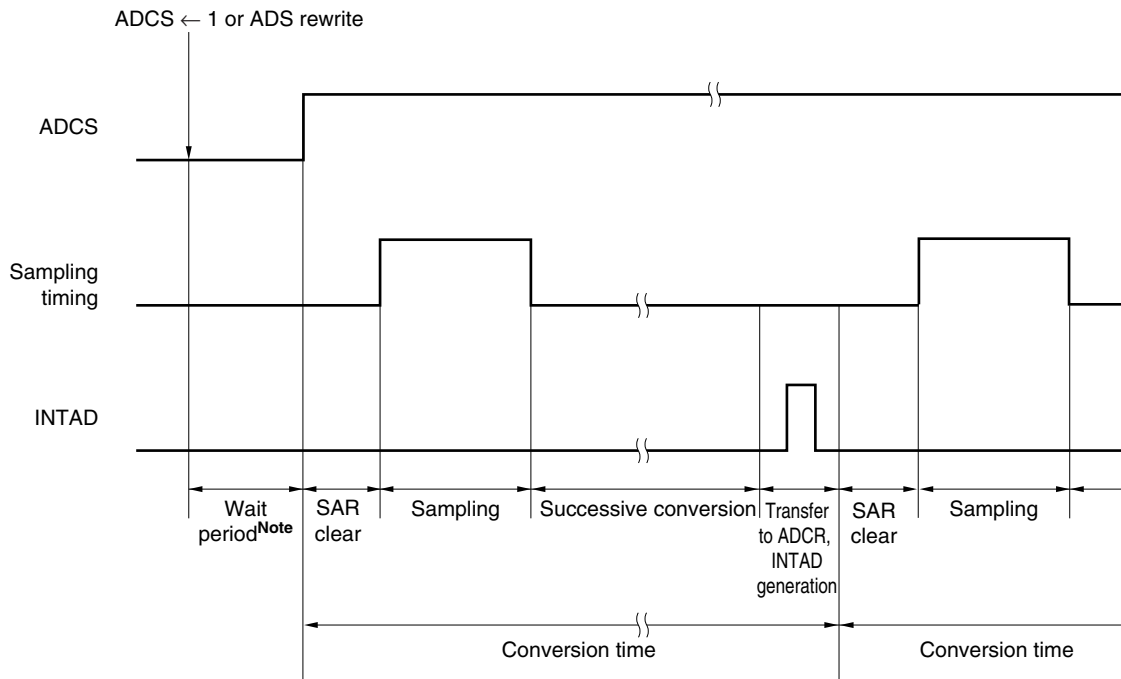 ADCS ← 1 or ADS rewrite
ADCS
Sampling
timing
INTAD
Wait
periodNote
SAR
clear
Sampling
Successive conversion
Transfer
to ADCR,
INTAD
generation
SAR
clear
Sampling
Conversion time
Conversion time